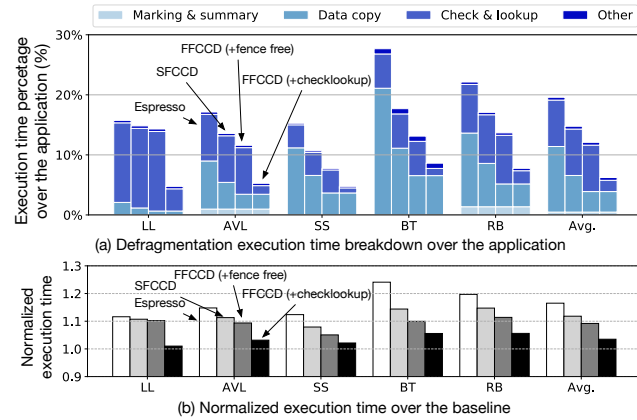 Marking & summary Data copy Check & lookup Other
Execution time percetage
over the application (%)
30%
20%
10%
0%
Espresso
SFCCD
FFCCD (+fence free)
FFCCD (+checklookup)
LL AVL SS BT RB Avg.
(a) Defragmentation execution time breakdown over the application
Normalized
execution time
1.3
1.2
1.1
1.0
0.9
FFCCD (+fence free)
SFCCD
Espresso
FFCCD (+checklookup)
LL AVL SS BT RB Avg.
(b) Normalized execution time over the baseline